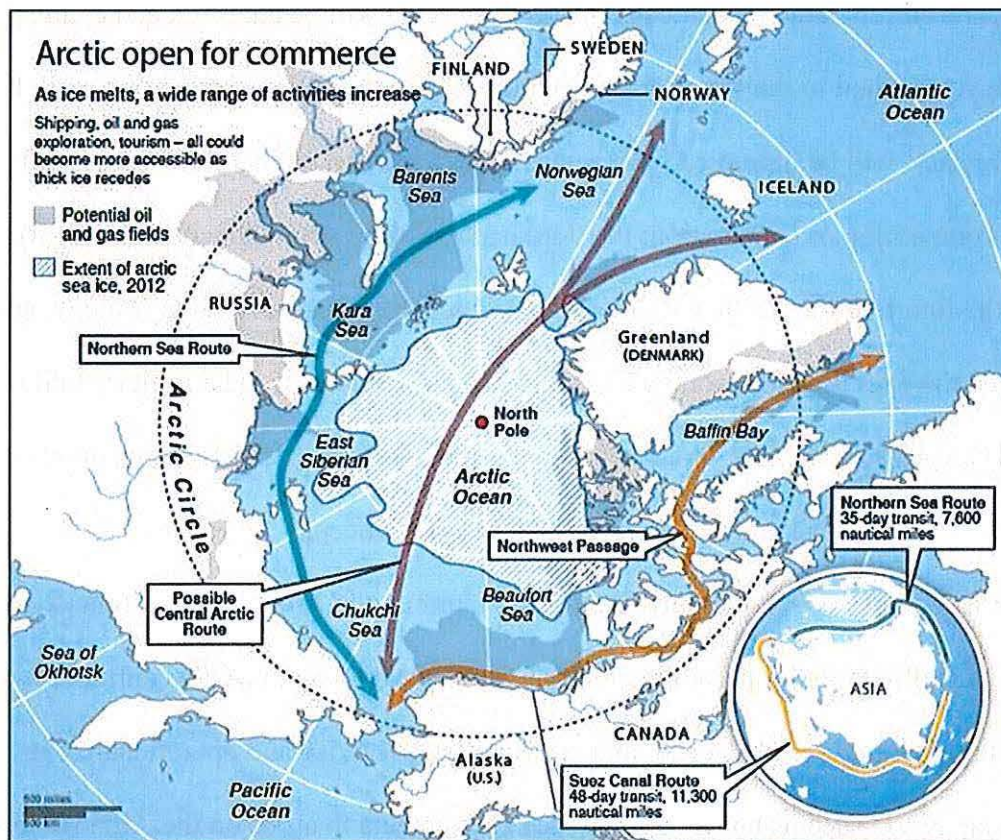 Arctic open for commerce
As ice melts, a wide range of activities increase
Shipping, oil and gas
exploration, tourism – all could
become more accessible as
thick ice recedes
Potential oil
and gas fields
Extent of arctic
sea ice, 2012
FINLAND
SWEDEN
NORWAY
Atlantic
Ocean
Barents
Sea
Norwegian
Sea
ICELAND
RUSSIA
Kara
Sea
Northern Sea Route
Greenland
(DENMARK)
Arctic Circle
North
Pole
East
Siberian
Sea
Arctic
Ocean
Baffin Bay
Northwest Passage
Northern Sea Route
35-day transit, 7,600
nautical miles
Possible
Central Arctic
Route
Chukchi
Sea
Beaufort
Sea
Sea of
Okhotsk
ASIA
CANADA
Alaska
(U.S.)
Suez Canal Route
48-day transit, 11,300
nautical miles
Pacific
Ocean
500 miles
500 km